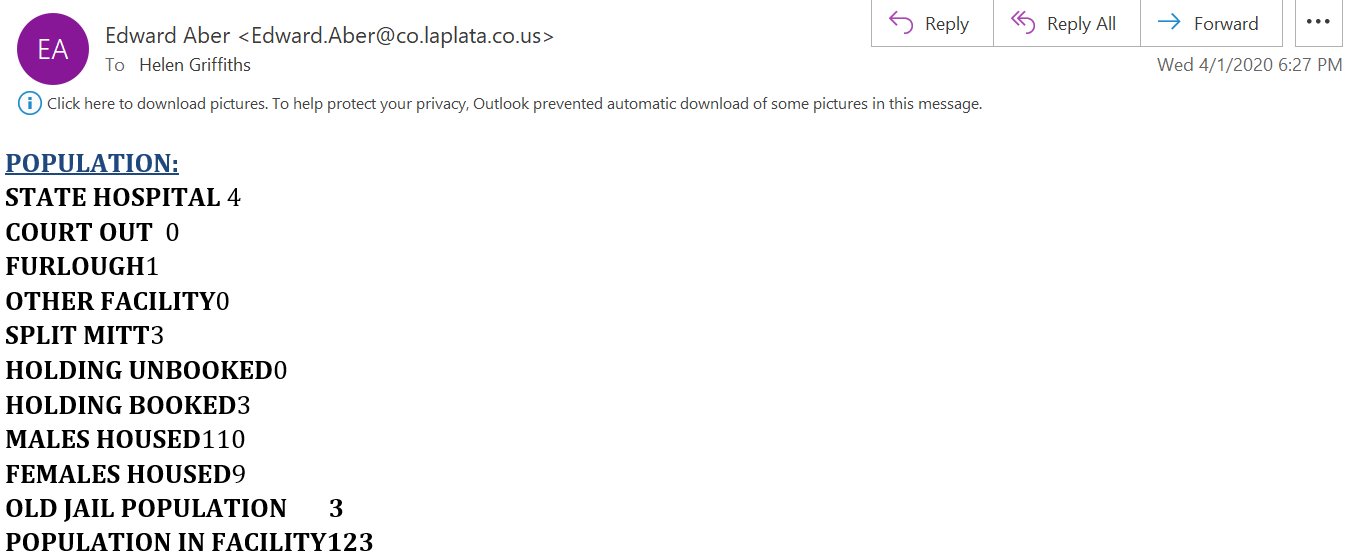 EA
Edward Aber <Edward.Aber@co.laplata.co.us>
To Helen Griffiths
Reply
Reply All
Forward
Wed 4/1/2020 6:27 PM
Click here to download pictures. To help protect your privacy, Outlook prevented automatic download of some pictures in this message.
POPULATION:
STATE HOSPITAL 4
COURT OUT 0
FURLOUGH1
OTHER FACILITY0
SPLIT MITT3
HOLDING UNBOOKED0
HOLDING BOOKED3
MALES HOUSED110
FEMALES HOUSED9
OLD JAIL POPULATION 3
POPULATION IN FACILITY123